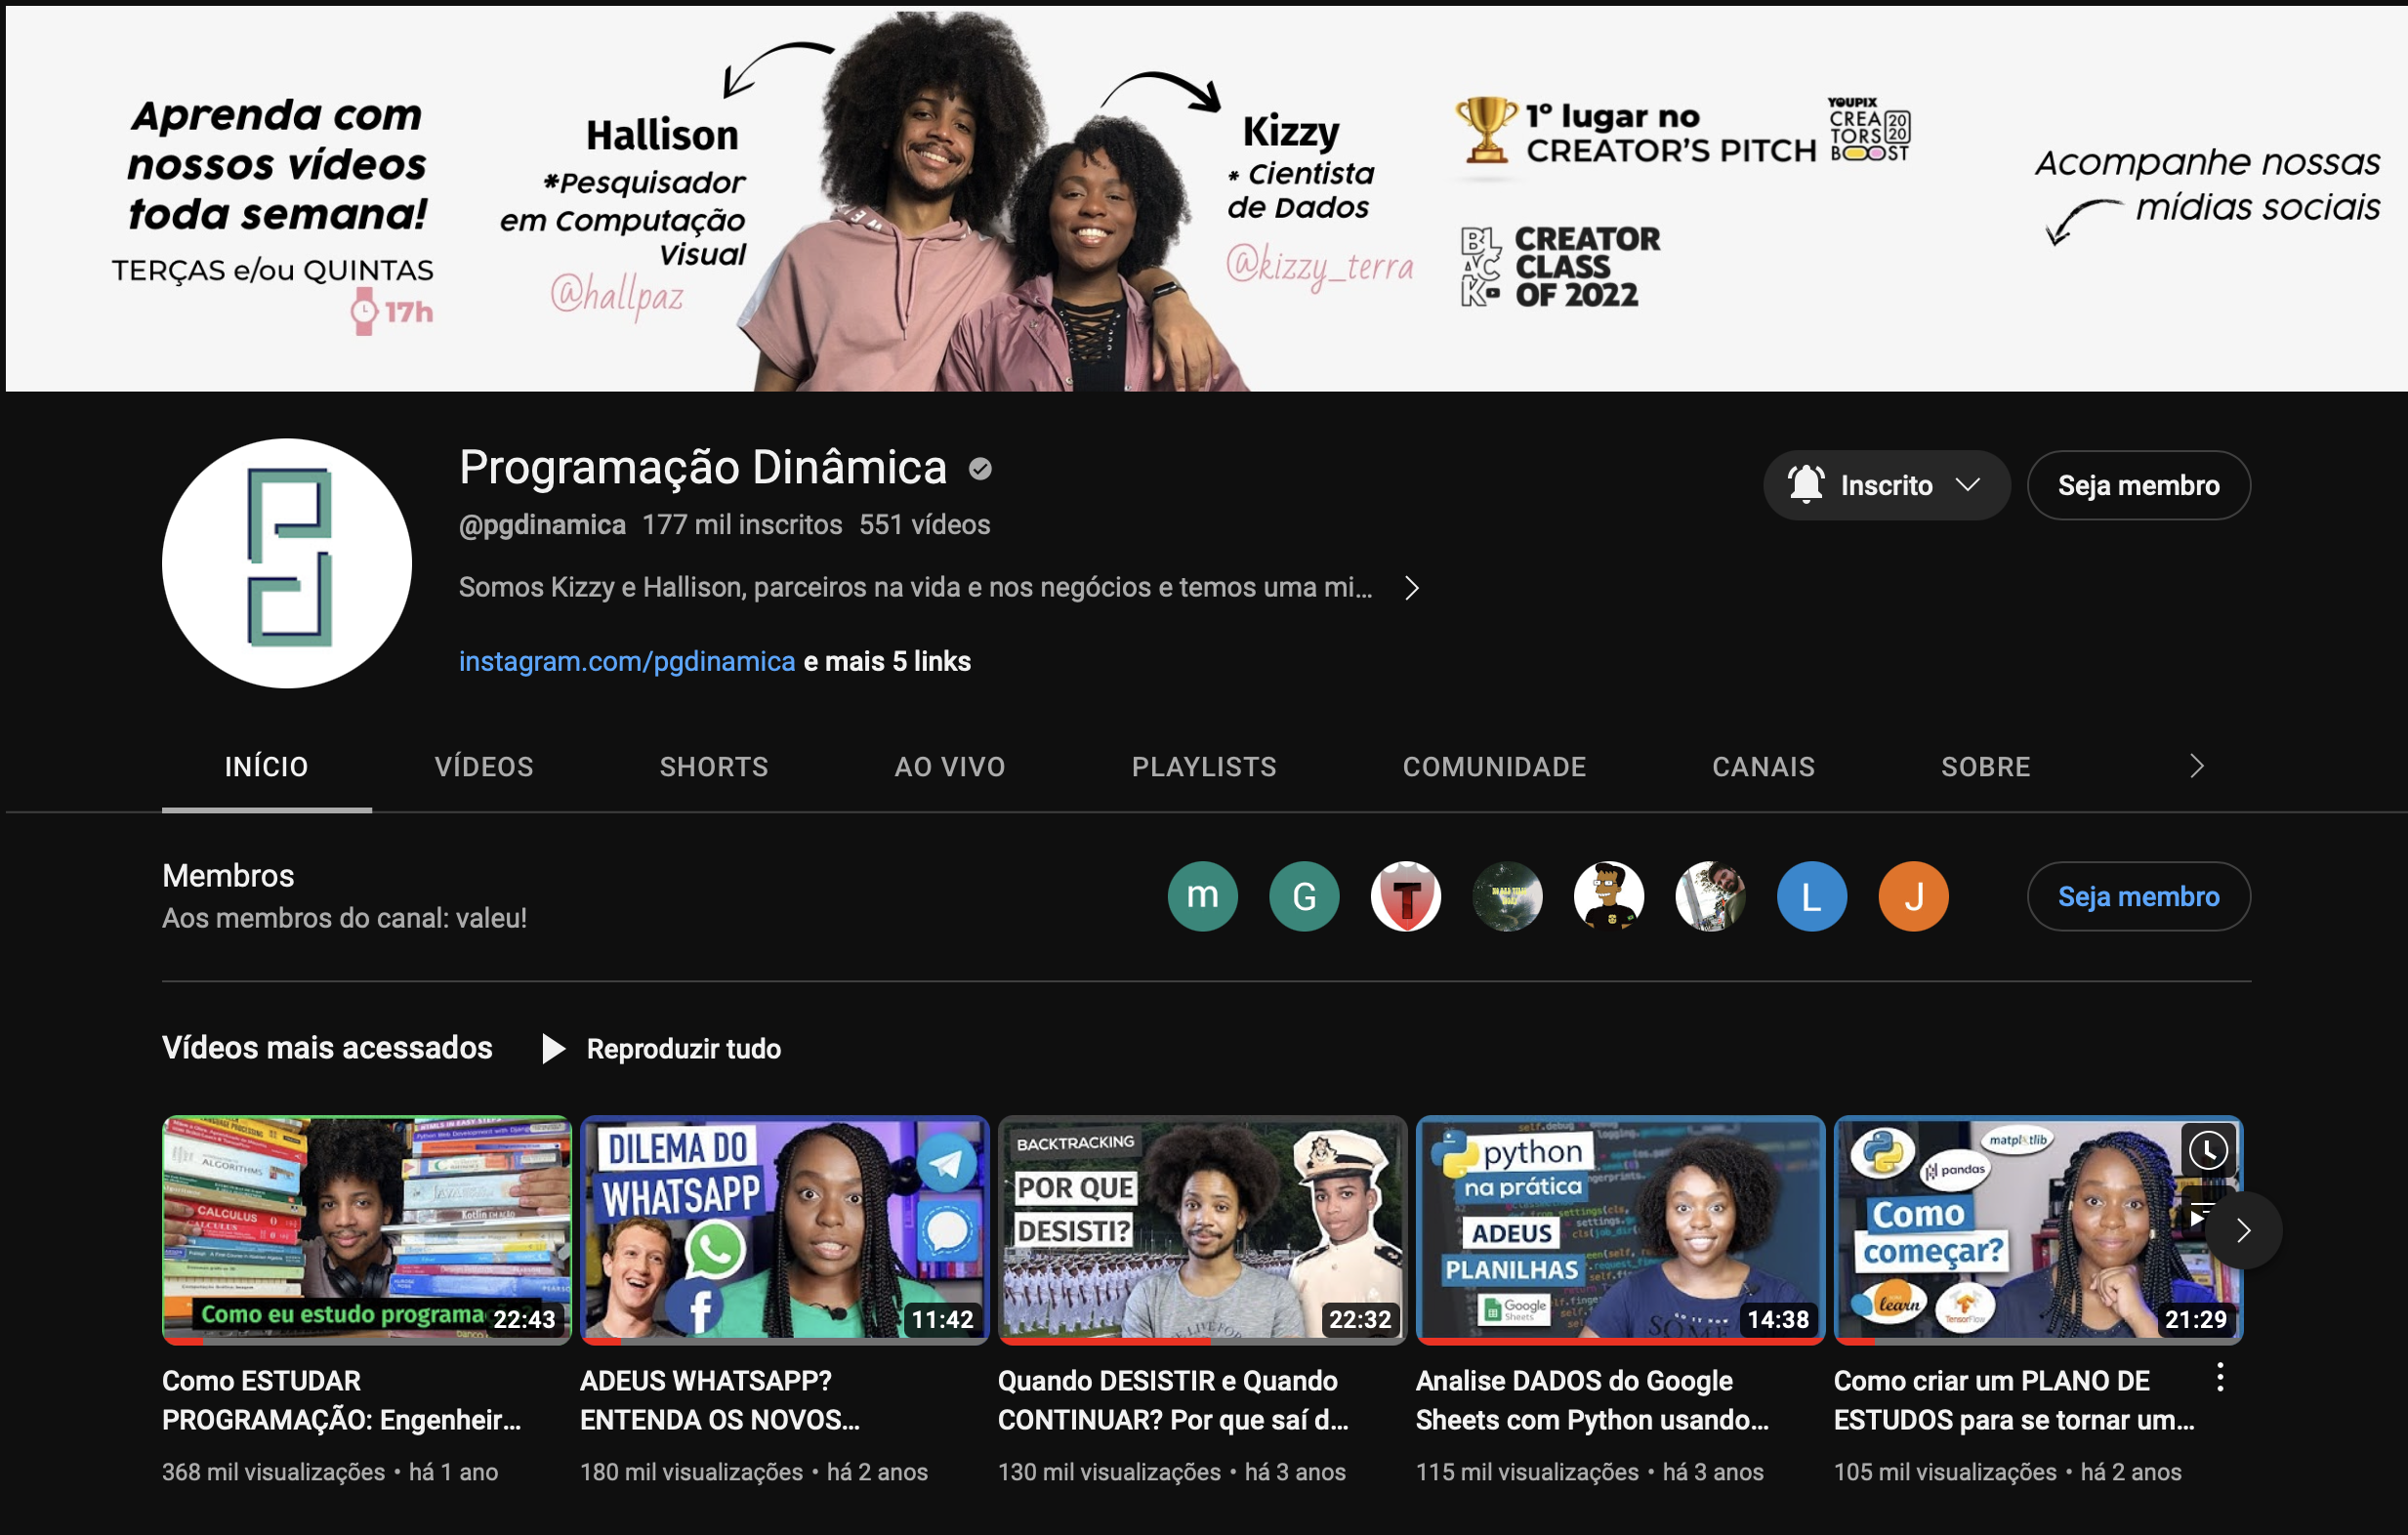 Aprenda com
nossos vídeos
toda semana!
TERÇAS e/ou QUINTAS
17h
Hallison
*Pesquisador
em Computação
Visual
@hallpaz
Kizzy
* Cientista
de Dados
@kizzy_terra
1º lugar no
CREATOR'S PITCH
YOUPIX
CREA
TORS
BOOST
20
20
BLACK
CREATOR
CLASS
OF 2022
Acompanhe nossas
mídias sociais
Programação Dinâmica
@pgdinamica 177 mil inscritos 551 vídeos
Somos Kizzy e Hallison, parceiros na vida e nos negócios e temos uma mi...
instagram.com/pgdinamica e mais 5 links
Inscrito
Seja membro
INÍCIO VÍDEOS SHORTS AO VIVO PLAYLISTS COMUNIDADE CANAIS SOBRE
Membros
Aos membros do canal: valeu!
m G T L J
Seja membro
Vídeos mais acessados Reproduzir tudo
ALGORITHMS
CALCULUS
CALCULUS
Kotlin
Como eu estudo programa
22:43
DILEMA DO
WHATSAPP
11:42
BACKTRACKING
POR QUE
DESISTI?
22:32
python
na prática
ADEUS
PLANILHAS
Google
Sheets
14:38
matplotlib
pandas
Como
começar?
learn
TensorFlow
21:29
Como ESTUDAR
PROGRAMAÇÃO: Engenheir...
368 mil visualizações • há 1 ano
ADEUS WHATSAPP?
ENTENDA OS NOVOS...
180 mil visualizações • há 2 anos
Quando DESISTIR e Quando
CONTINUAR? Por que saí d...
130 mil visualizações • há 3 anos
Analise DADOS do Google
Sheets com Python usando...
115 mil visualizações • há 3 anos
Como criar um PLANO DE
ESTUDOS para se tornar um...
105 mil visualizações • há 2 anos